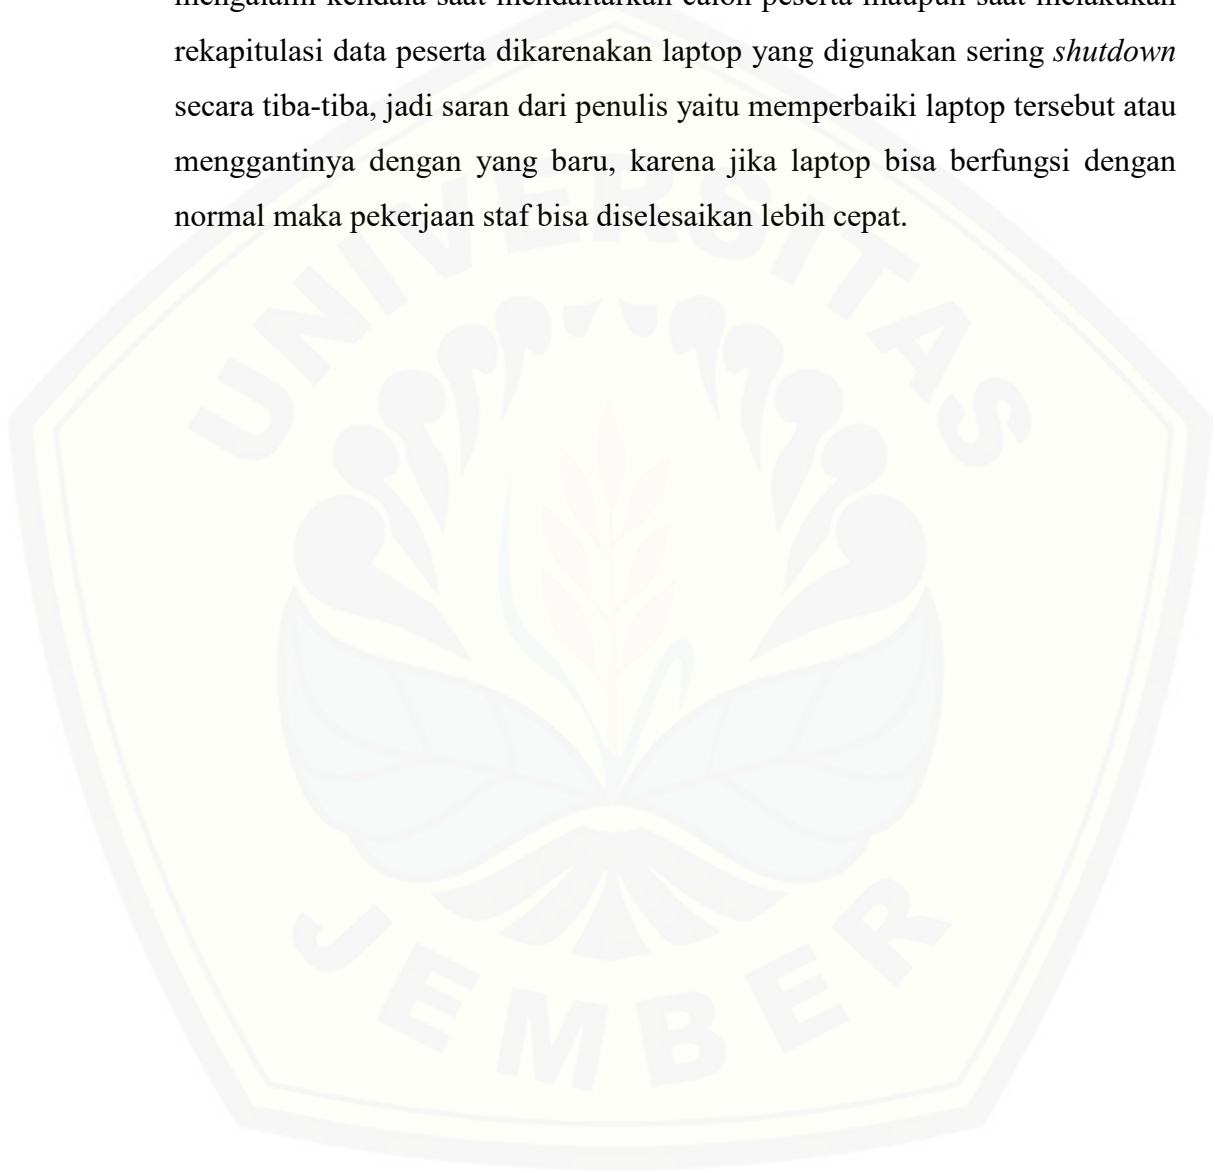 mengalami kendala saat mendaftarkan calon peserta maupun saat melakukan
rekapitulasi data peserta dikarenakan laptop yang digunakan sering shutdown
secara tiba-tiba, jadi saran dari penulis yaitu memperbaiki laptop tersebut atau
menggantinya dengan yang baru, karena jika laptop bisa berfungsi dengan
normal maka pekerjaan staf bisa diselesaikan lebih cepat.
UNIVERSITAS
JEMBER